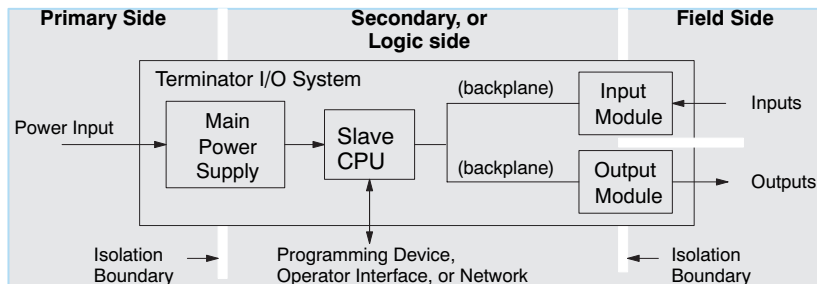 Primary Side
Secondary, or
Logic side
Field Side
Terminator I/O System
(backplane)
Input
Module
Inputs
Power Input
Main
Power
Supply
Slave
CPU
(backplane)
Output
Module
Outputs
Isolation
Boundary
Programming Device,
Operator Interface, or Network
Isolation
Boundary